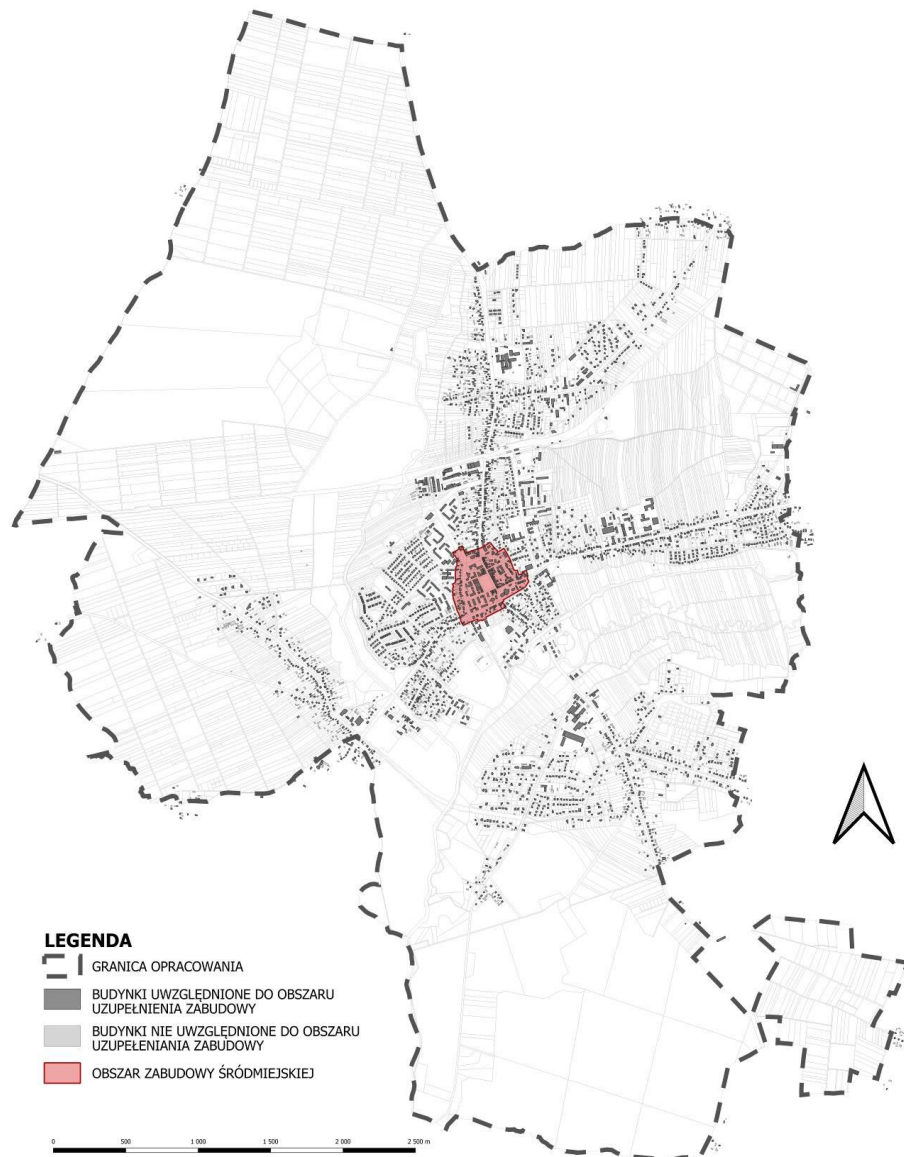 LEGENDA
GRANICA OPRACOWANIA
BUDYNKI UWZGLĘDNIONE DO OBSZARU
UZUPEŁNIENIA ZABUDOWY
BUDYNKI NIE UWZGLĘDNIONE DO OBSZARU
UZUPEŁENIANIA ZABUDOWY
OBSZAR ZABUDOWY ŚRÓDMIEJSKIEJ
0 500 1 000 1 500 2 000 2 500 m